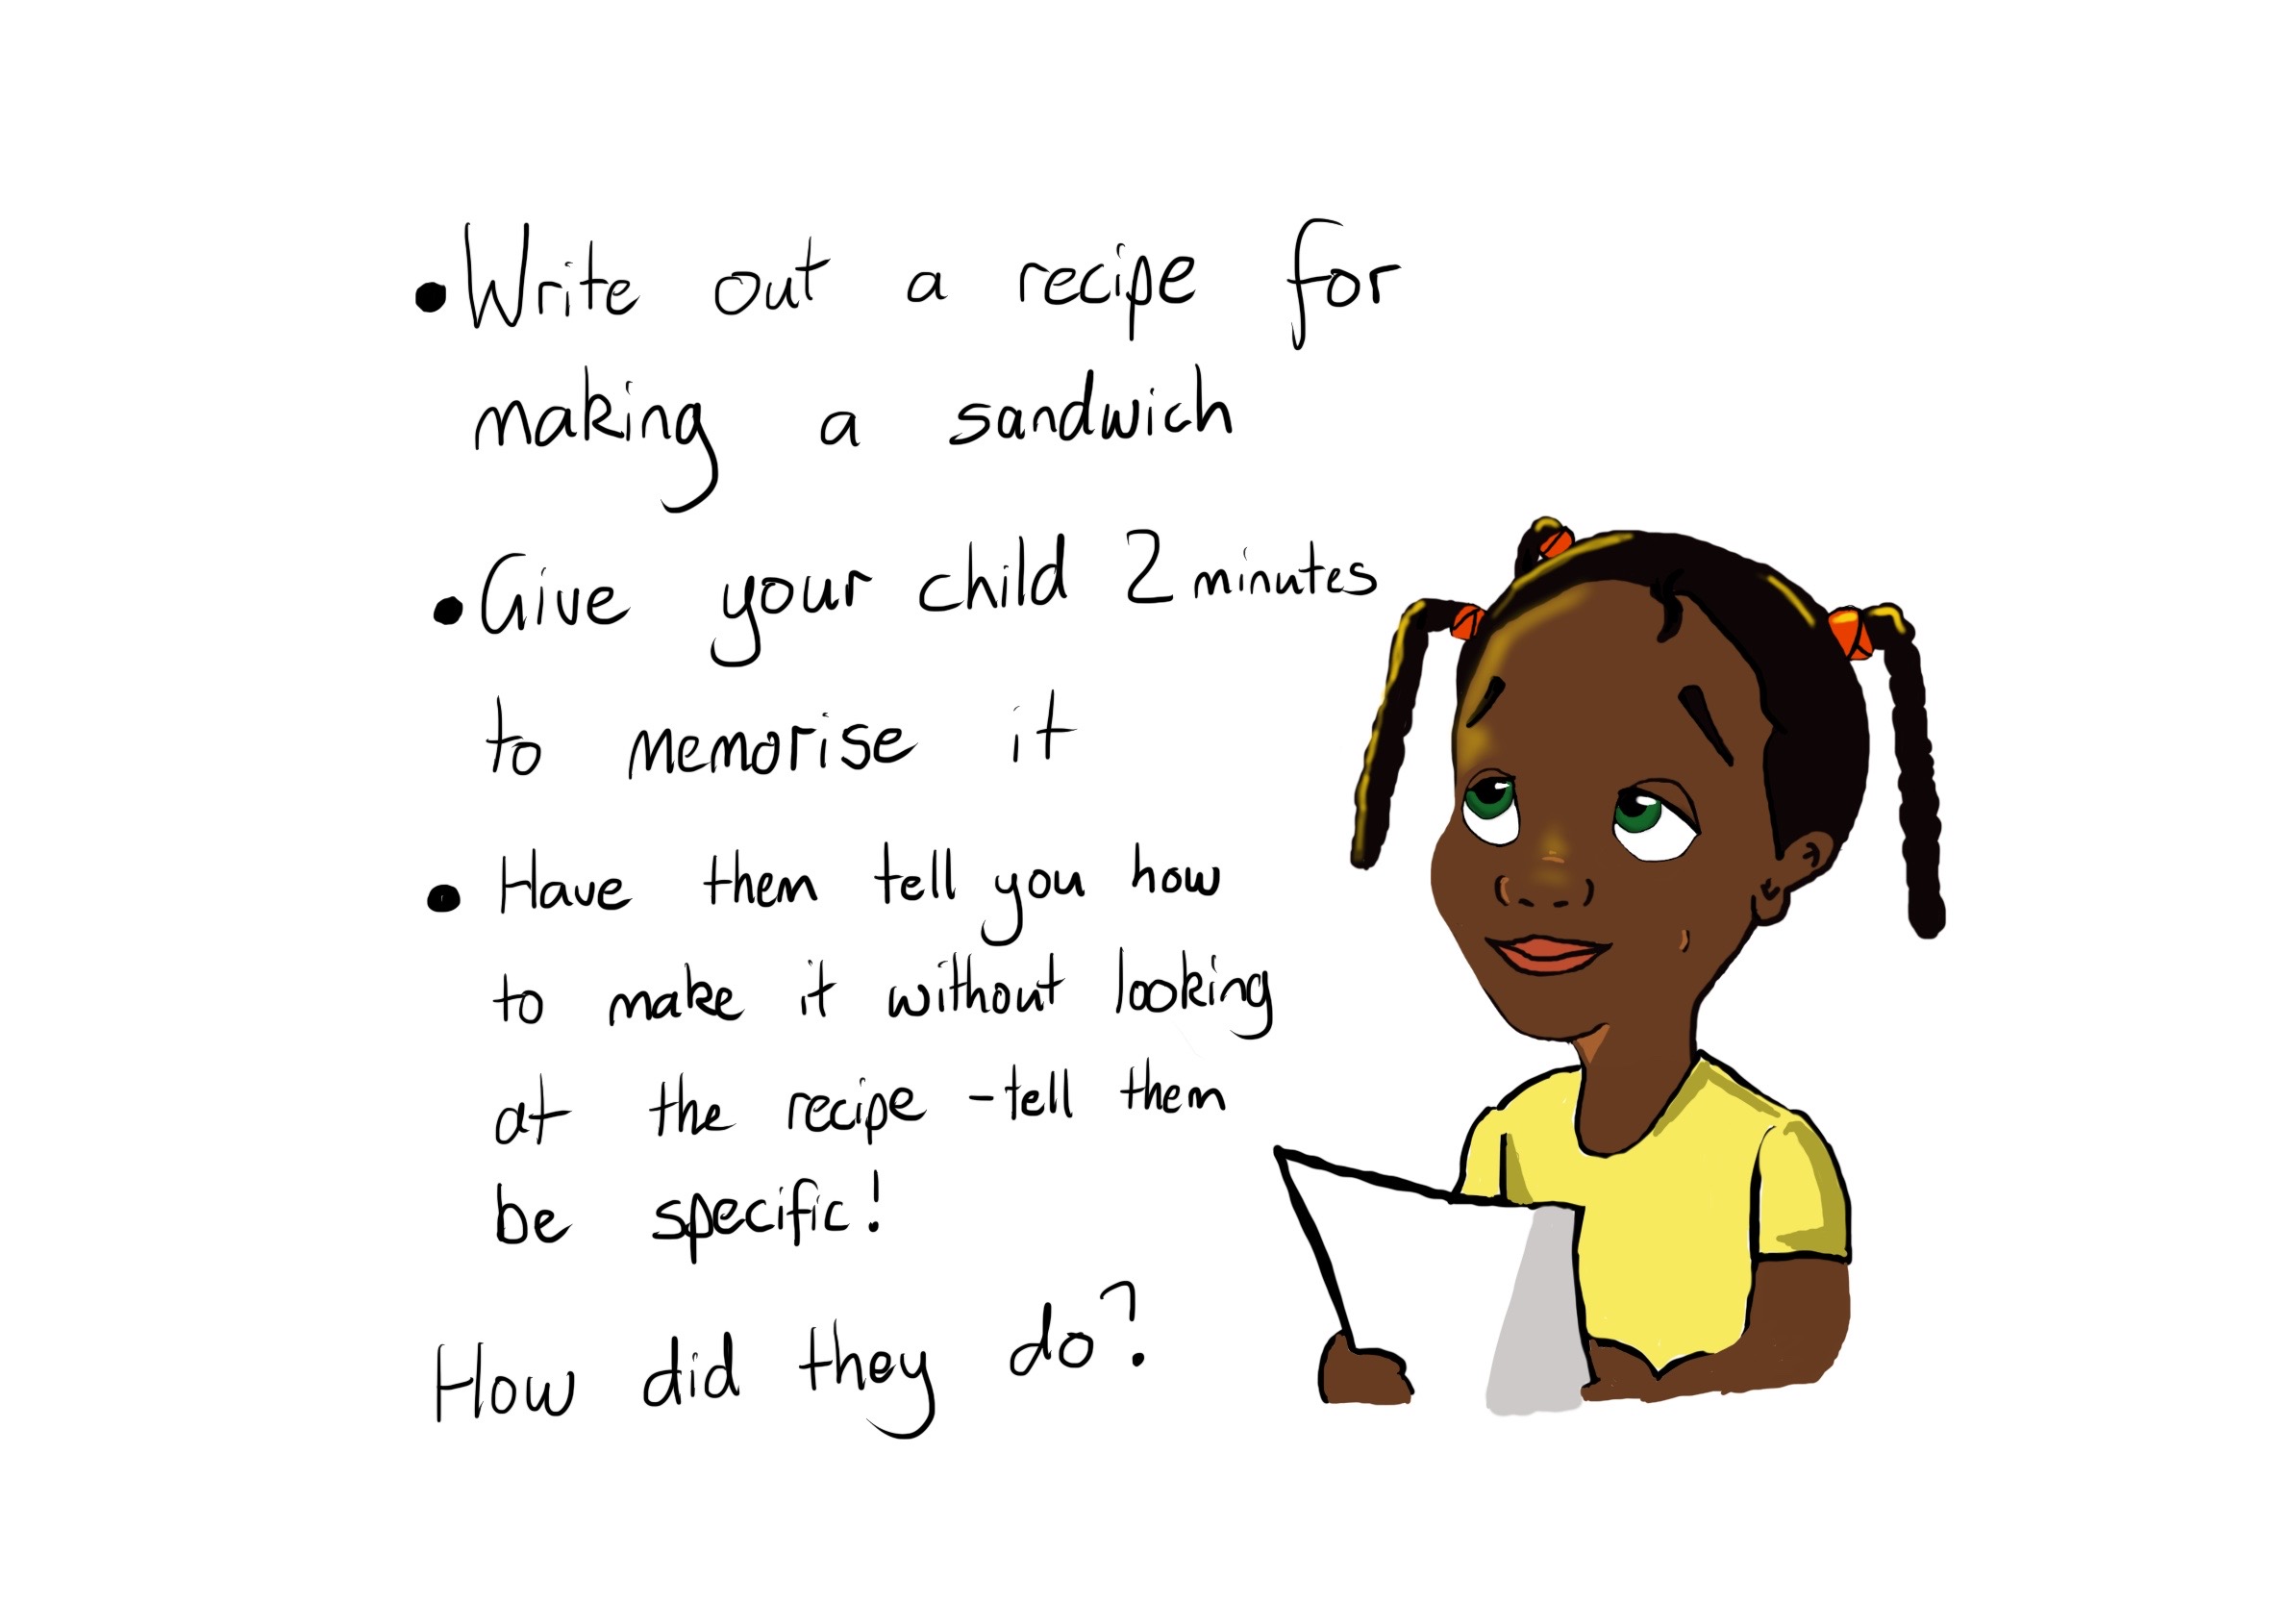 • Write out a recipe for
making a sandwich
• Give your child 2 minutes
to memorise it
• Have them tell you how
to make it without looking
at the recipe - tell them
be specific!
How did they do?